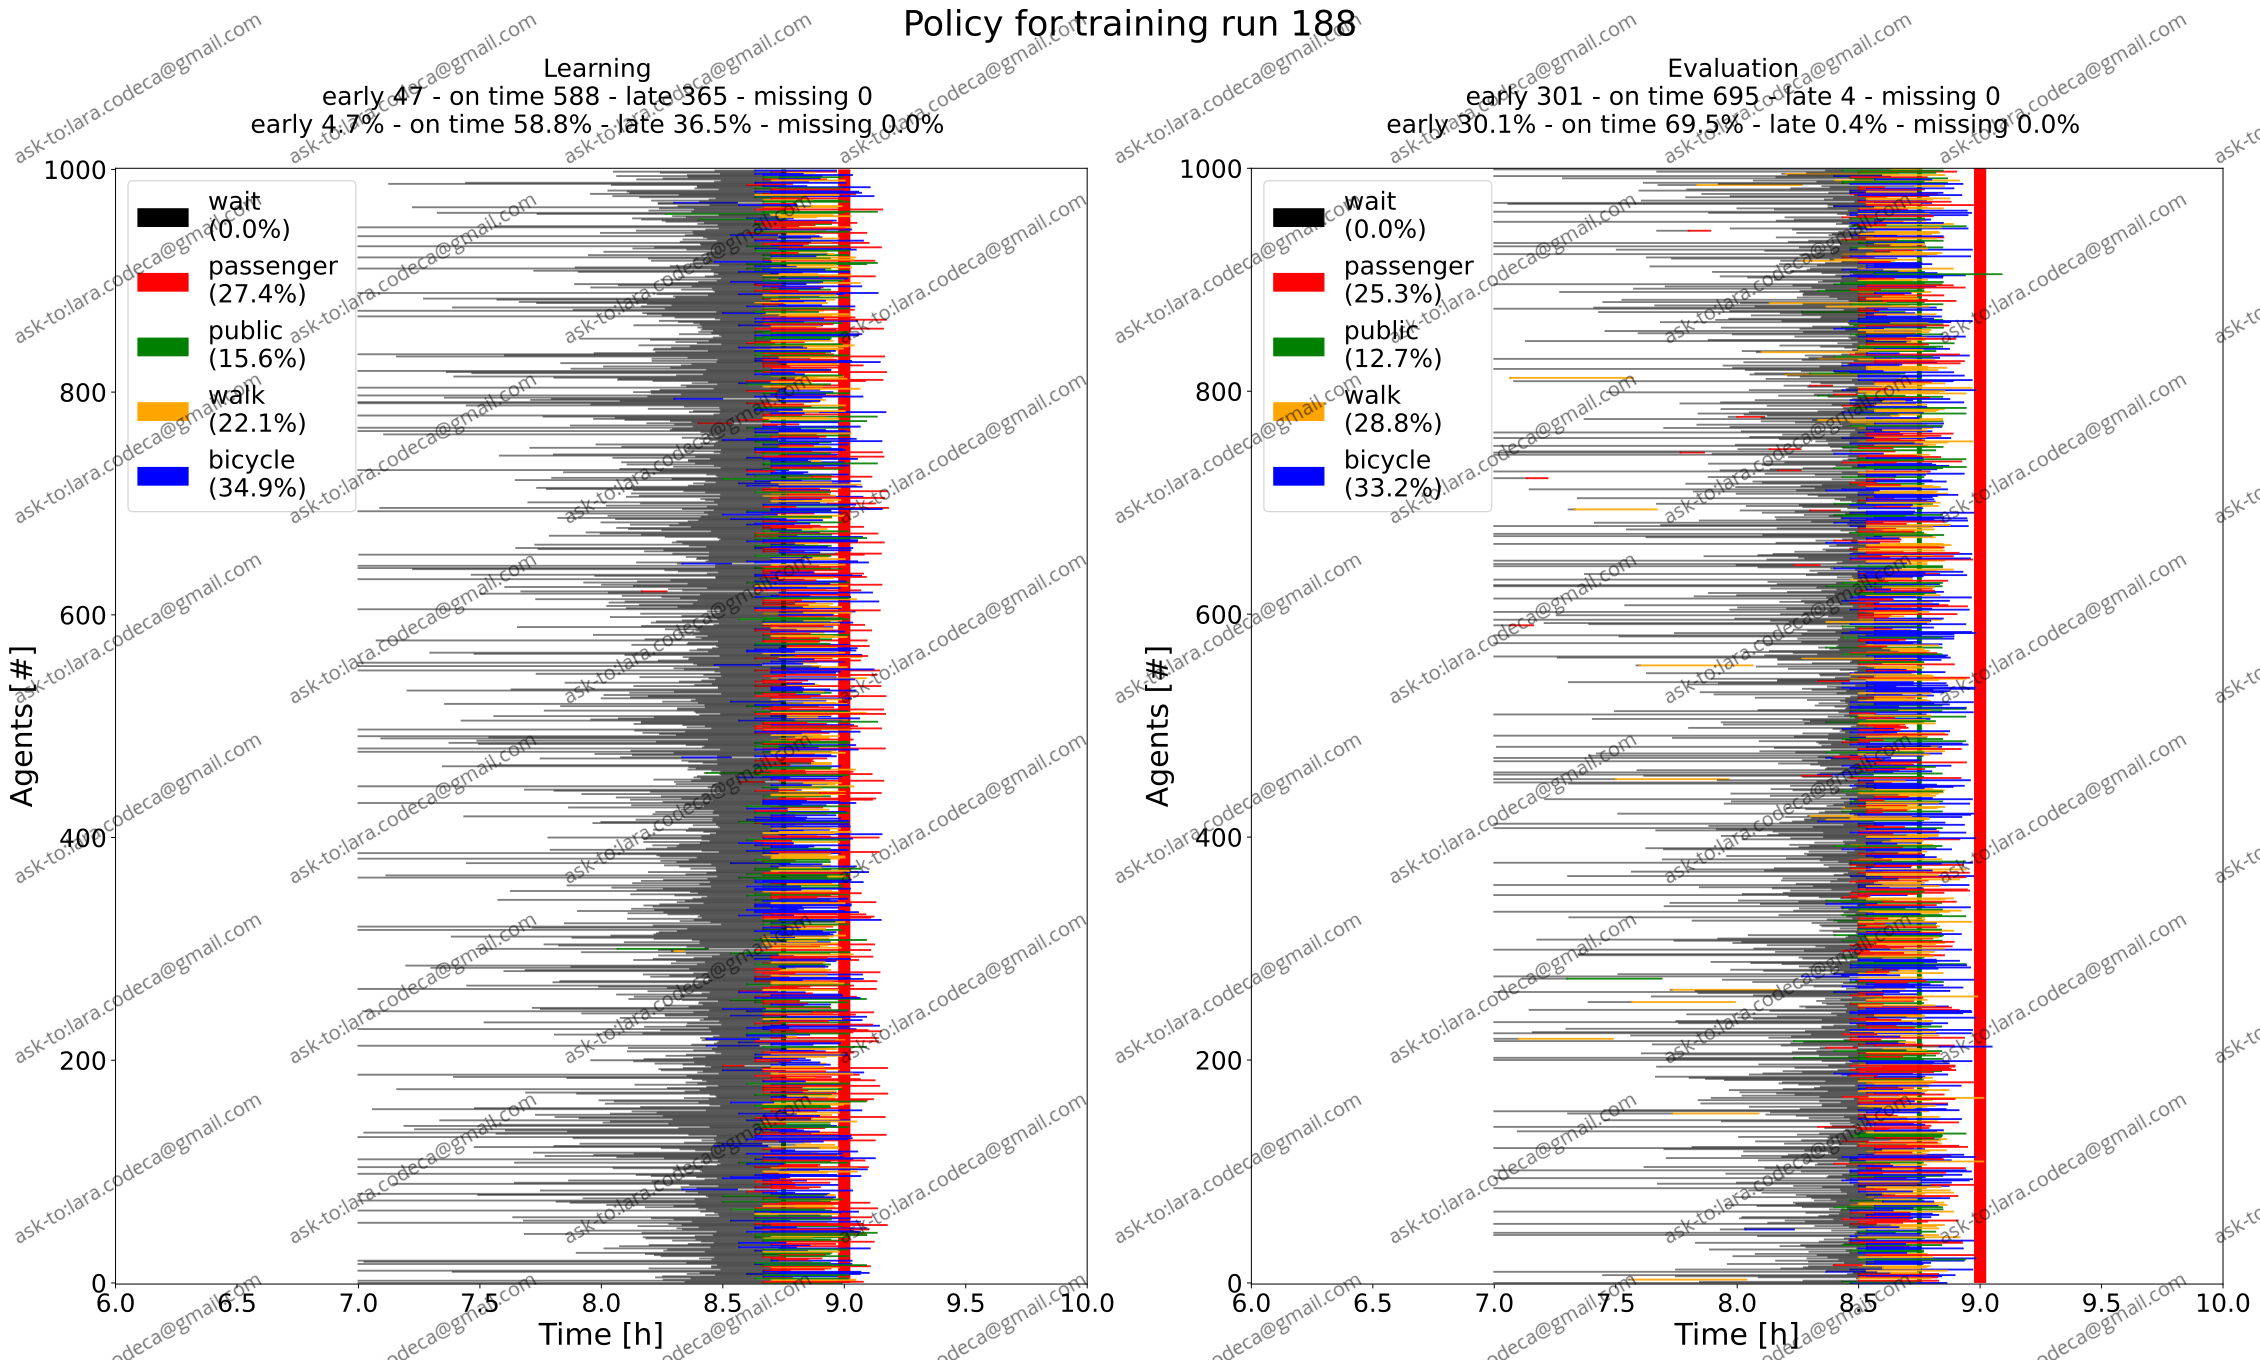 Policy for training run 188
Learning
early 47 - on time 588 - late 365 - missing 0
early 4.7% - on time 58.8% - late 36.5% - missing 0.0%
1000
800
600
400
200
0
Agents [#]
wait
(0.0%)
passenger
(27.4%)
public
(15.6%)
walk
(22.1%)
bicycle
(34.9%)
6.0 6.5 7.0 7.5 8.0 8.5 9.0 9.5 10.0
Time [h]
Evaluation
early 301 - on time 695 - late 4 - missing 0
early 30.1% - on time 69.5% - late 0.4% - missing 0.0%
1000
800
600
400
200
0
Agents [#]
wait
(0.0%)
passenger
(25.3%)
public
(12.7%)
walk
(28.8%)
bicycle
(33.2%)
6.0 6.5 7.0 7.5 8.0 8.5 9.0 9.5 10.0
Time [h]
ask-to:lara.codeca@gmail.com